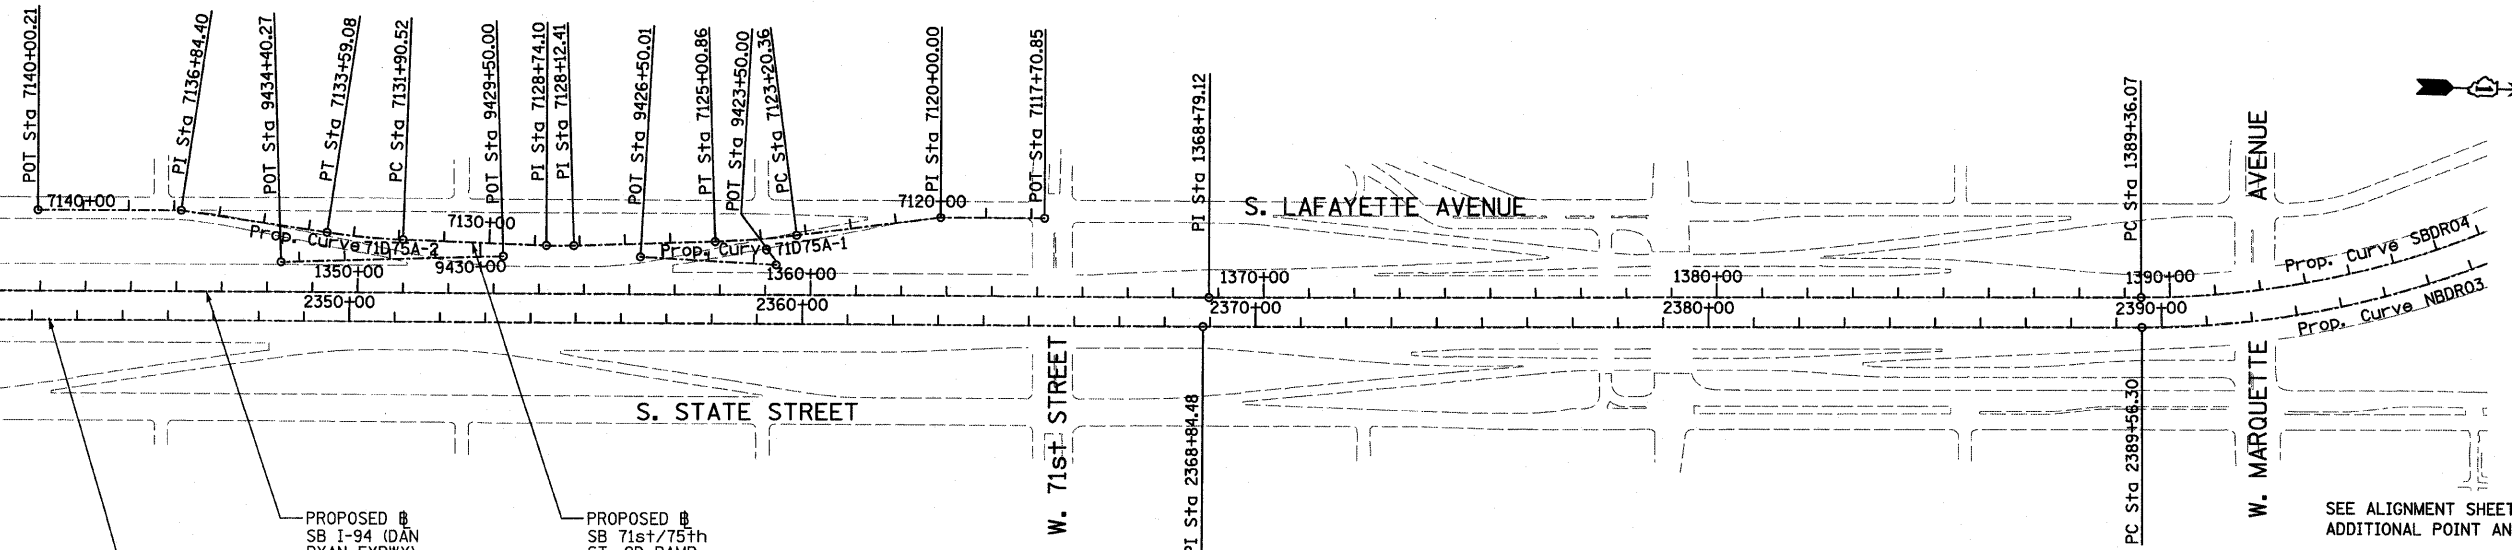 POT Sta 7140+00.21
PI Sta 7136+84.40
POT Sta 9434+40.27
PT Sta 7133+59.08
PC Sta 7131+90.52
POT Sta 9429+50.00
PI Sta 7128+74.10
PI Sta 7128+12.41
POT Sta 9426+50.01
PT Sta 7125+00.86
POT Sta 9423+50.00
PC Sta 7123+20.36
PI Sta 7120+00.00
POT Sta 7117+70.85
PI Sta 1368+79.12
PC Sta 1389+36.07
7140+00
7130+00
7120+00
Prop. Curve 71D75A-2
Prop. Curve 71D75A-1
1350+00
9430+00
1360+00
1370+00
1380+00
1390+00
2350+00
2360+00
2370+00
2380+00
2390+00
S. LAFAYETTE AVENUE
Prop. Curve SBDR04
Prop. Curve NBDR03
S. STATE STREET
W. 71st STREET
W. MARQUETTE AVENUE
PI Sta 2368+84.48
PC Sta 2389+56.30
PROPOSED BL
SB I-94 (DAN
RYAN EXPWY)
PROPOSED BL
SB 71st/75th
ST. CD RAMP
SEE ALIGNMENT SHEET
ADDITIONAL POINT AN